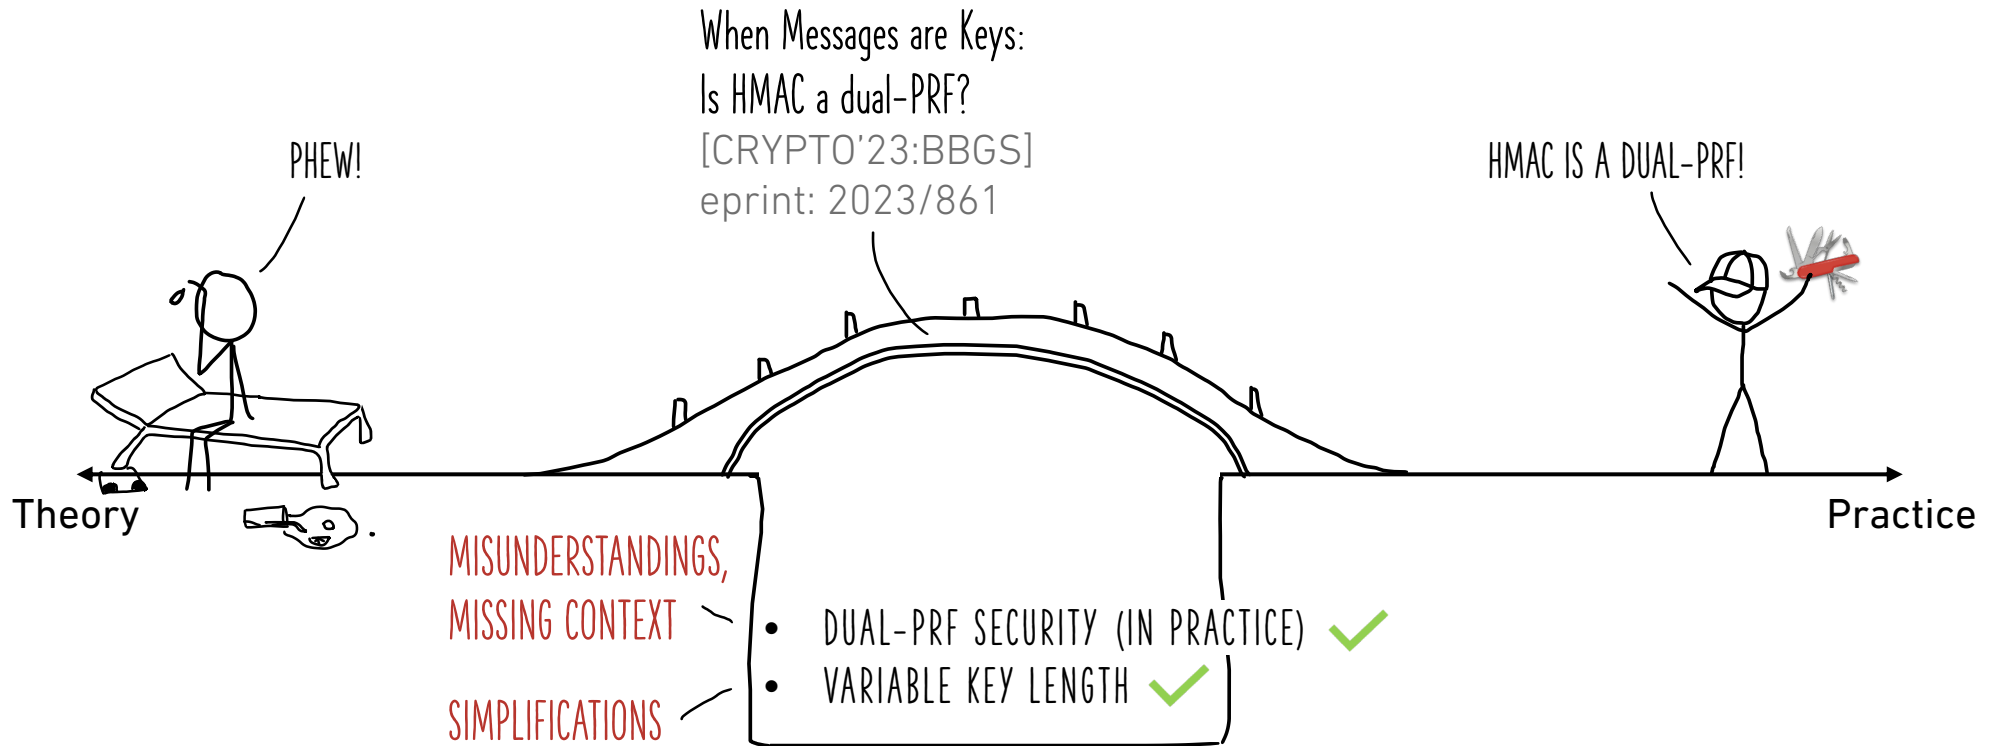 When Messages are Keys:
Is HMAC a dual-PRF?
[CRYPTO'23:BBGS]
eprint: 2023/861
PHEW!
HMAC IS A DUAL-PRF!
Theory
Practice
MISUNDERSTANDINGS,
MISSING CONTEXT
• DUAL-PRF SECURITY (IN PRACTICE)
• VARIABLE KEY LENGTH
SIMPLIFICATIONS